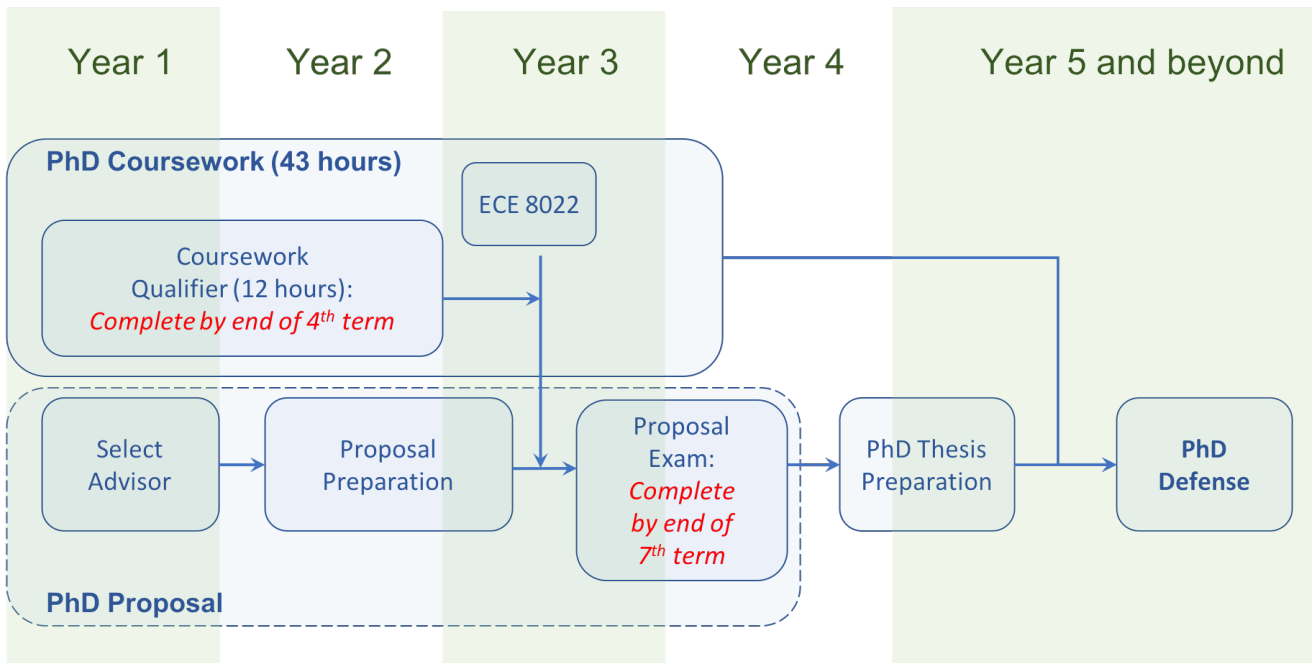 Year 1
Year 2
Year 3
Year 4
Year 5 and beyond
PhD Coursework (43 hours)
ECE 8022
Coursework
Qualifier (12 hours):
Complete by end of 4th term
Select
Advisor
Proposal
Preparation
Proposal
Exam:
Complete
by end of
7th term
PhD Thesis
Preparation
PhD
Defense
PhD Proposal